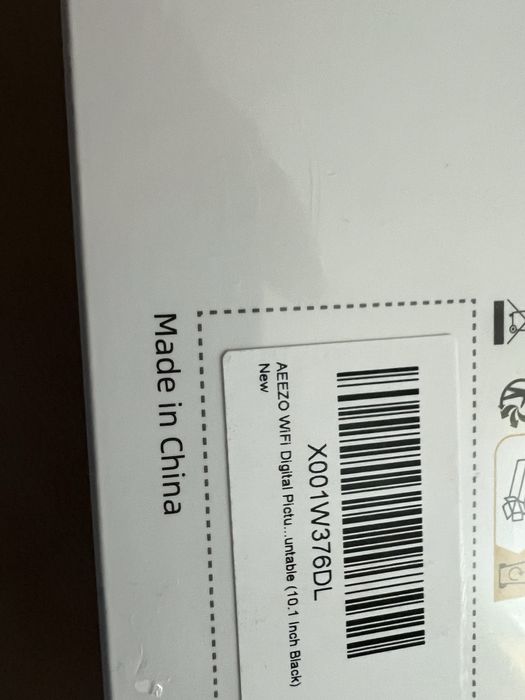 X001W376DL
AEEZO WiFi Digital Pictu...untable (10.1 Inch Black)
New
Made in China